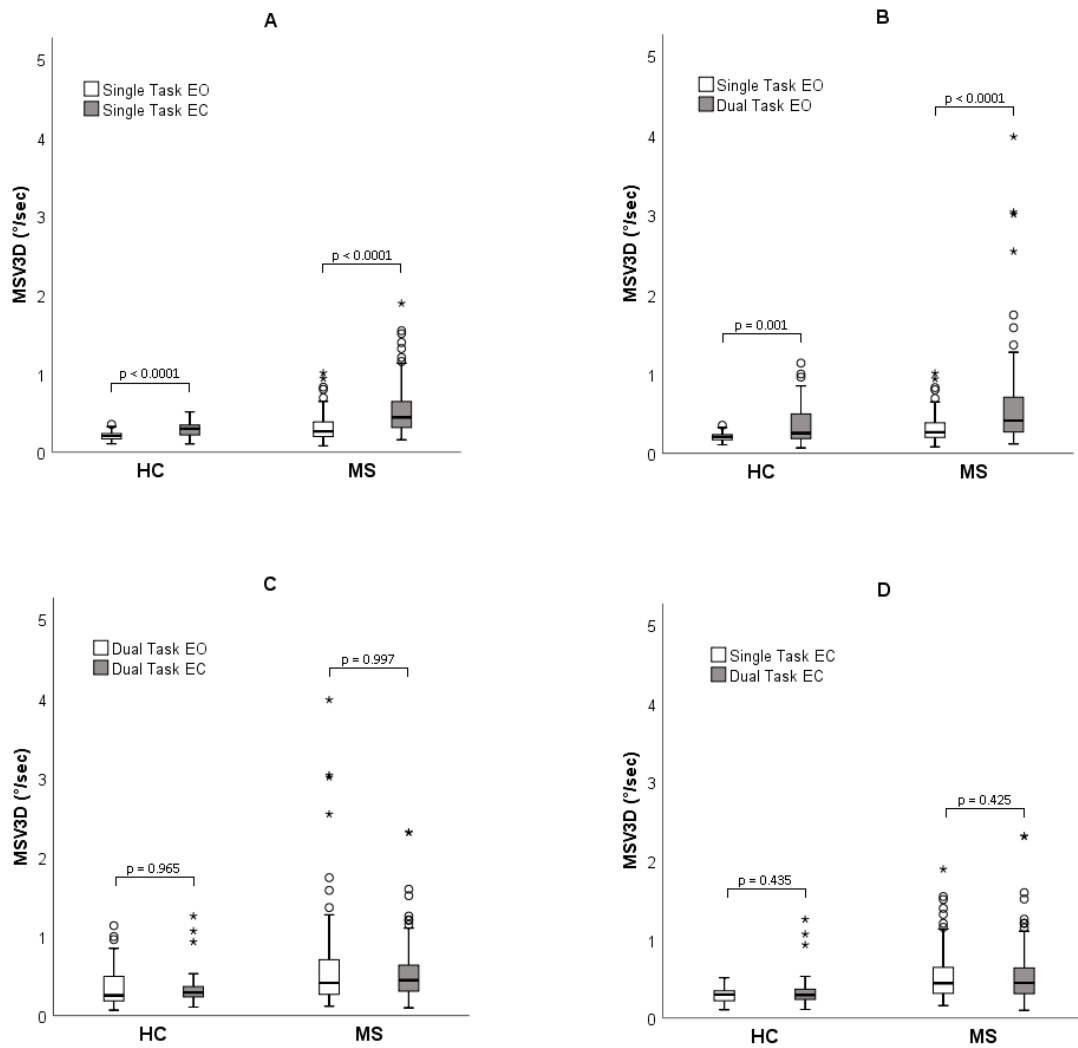 A
5
4
3
2
1
0
MSV3D (°/sec)
Single Task EO
Single Task EC
p < 0.0001
p < 0.0001
HC
MS
B
5
4
3
2
1
0
MSV3D (°/sec)
Single Task EO
Dual Task EO
p < 0.0001
p = 0.001
HC
MS
C
5
4
3
2
1
0
MSV3D (°/sec)
Dual Task EO
Dual Task EC
p = 0.997
p = 0.965
HC
MS
D
5
4
3
2
1
0
MSV3D (°/sec)
Single Task EC
Dual Task EC
p = 0.425
p = 0.435
HC
MS